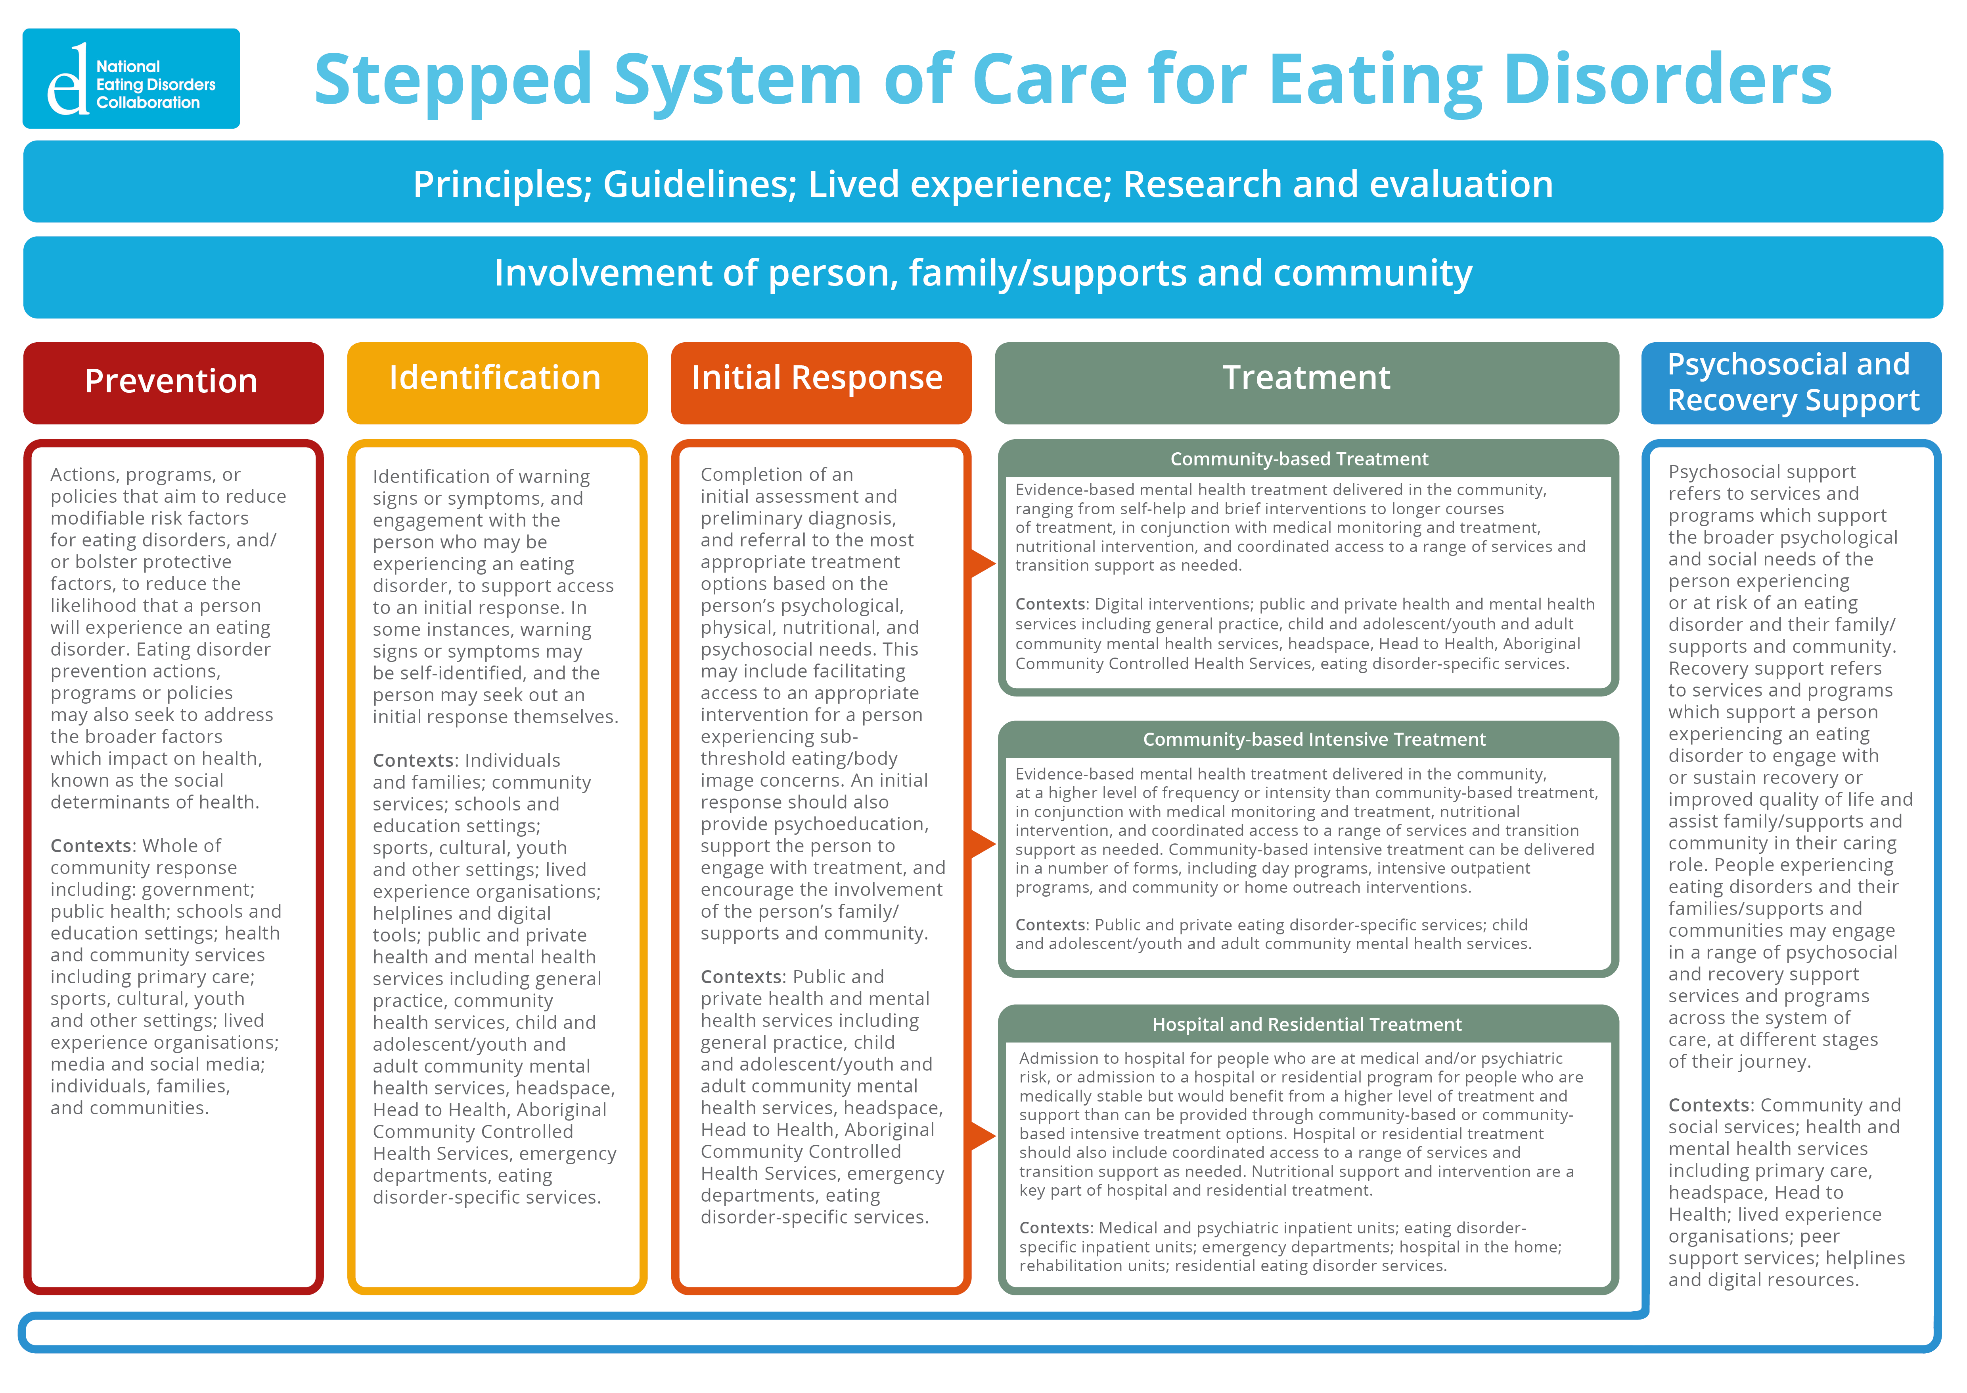 National
Eating Disorders
Collaboration
Stepped System of Care for Eating Disorders
Principles; Guidelines; Lived experience; Research and evaluation
Involvement of person, family/supports and community
Prevention
Actions, programs, or
policies that aim to reduce
modifiable risk factors
for eating disorders, and/
or bolster protective
factors, to reduce the
likelihood that a person
will experience an eating
disorder. Eating disorder
prevention actions,
programs or policies
may also seek to address
the broader factors
which impact on health,
known as the social
determinants of health.
Contexts: Whole of
community response
including: government;
public health; schools and
education settings; health
and community services
including primary care;
sports, cultural, youth
and other settings; lived
experience organisations;
media and social media;
individuals, families,
and communities.
Identification
Identification of warning
signs or symptoms, and
engagement with the
person who may be
experiencing an eating
disorder, to support access
to an initial response. In
some instances, warning
signs or symptoms may
be self-identified, and the
person may seek out an
initial response themselves.
Contexts: Individuals
and families; community
services; schools and
education settings;
sports, cultural, youth
and other settings; lived
experience organisations;
helplines and digital
tools; public and private
health and mental health
services including general
practice, community
health services, child and
adolescent/youth and
adult community mental
health services, headspace,
Head to Health, Aboriginal
Community Controlled
Health Services, emergency
departments, eating
disorder-specific services.
Initial Response
Completion of an
initial assessment and
preliminary diagnosis,
and referral to the most
appropriate treatment
options based on the
person’s psychological,
physical, nutritional, and
psychosocial needs. This
may include facilitating
access to an appropriate
intervention for a person
experiencing sub-
threshold eating/body
image concerns. An initial
response should also
provide psychoeducation,
support the person to
engage with treatment, and
encourage the involvement
of the person’s family/
supports and community.
Contexts: Public and
private health and mental
health services including
general practice, child
and adolescent/youth and
adult community mental
health services, headspace,
Head to Health, Aboriginal
Community Controlled
Health Services, emergency
departments, eating
disorder-specific services.
Treatment
Community-based Treatment
Evidence-based mental health treatment delivered in the community,
ranging from self-help and brief interventions to longer courses
of treatment, in conjunction with medical monitoring and treatment,
nutritional intervention, and coordinated access to a range of services and
transition support as needed.
Contexts: Digital interventions; public and private health and mental health
services including general practice, child and adolescent/youth and adult
community mental health services, headspace, Head to Health, Aboriginal
Community Controlled Health Services, eating disorder-specific services.
Community-based Intensive Treatment
Evidence-based mental health treatment delivered in the community,
at a higher level of frequency or intensity than community-based treatment,
in conjunction with medical monitoring and treatment, nutritional
intervention, and coordinated access to a range of services and transition
support as needed. Community-based intensive treatment can be delivered
in a number of forms, including day programs, intensive outpatient
programs, and community or home outreach interventions.
Contexts: Public and private eating disorder-specific services; child
and adolescent/youth and adult community mental health services.
Hospital and Residential Treatment
Admission to hospital for people who are at medical and/or psychiatric
risk, or admission to a hospital or residential program for people who are
medically stable but would benefit from a higher level of treatment and
support than can be provided through community-based or community-
based intensive treatment options. Hospital or residential treatment
should also include coordinated access to a range of services and
transition support as needed. Nutritional support and intervention are a
key part of hospital and residential treatment.
Contexts: Medical and psychiatric inpatient units; eating disorder-
specific inpatient units; emergency departments; hospital in the home;
rehabilitation units; residential eating disorder services.
Psychosocial and
Recovery Support
Psychosocial support
refers to services and
programs which support
the broader psychological
and social needs of the
person experiencing
or at risk of an eating
disorder and their family/
supports and community.
Recovery support refers
to services and programs
which support a person
experiencing an eating
disorder to engage with
or sustain recovery or
improved quality of life and
assist family/supports and
community in their caring
role. People experiencing
eating disorders and their
families/supports and
communities may engage
in a range of psychosocial
and recovery support
services and programs
across the system of
care, at different stages
of their journey.
Contexts: Community and
social services; health and
mental health services
including primary care,
headspace, Head to
Health; lived experience
organisations; peer
support services; helplines
and digital resources.